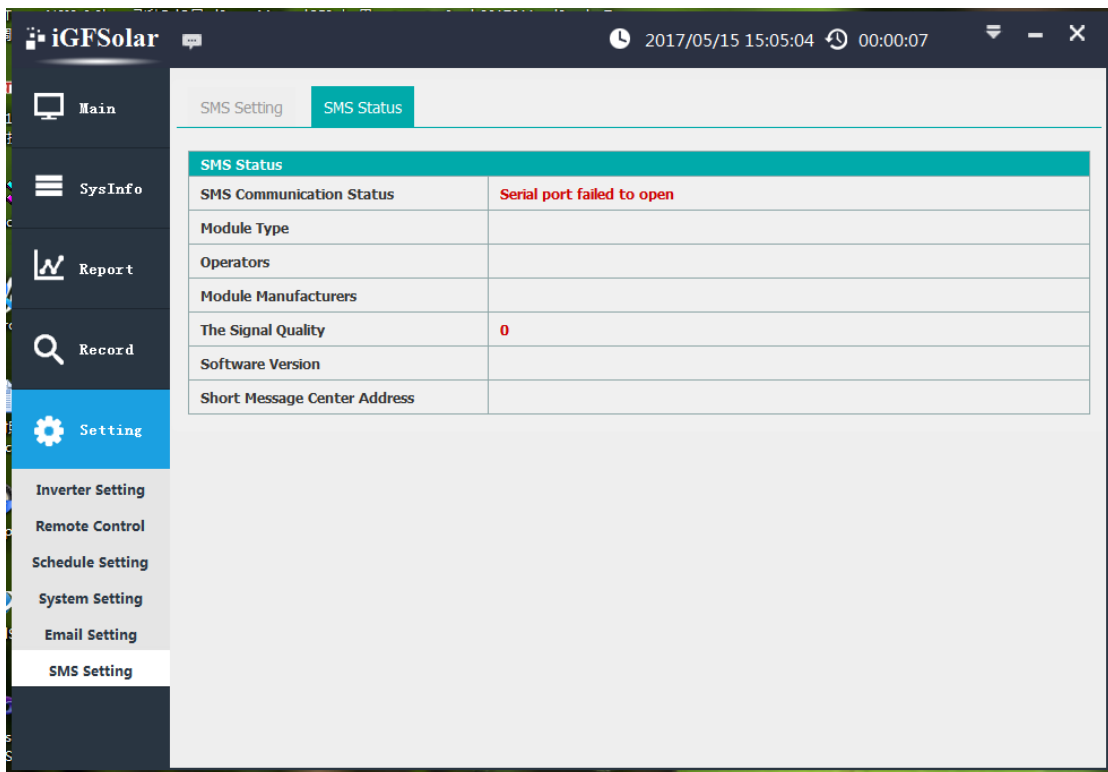 iGFSolar
2017/05/15 15:05:04 00:00:07
Main
SysInfo
Report
Record
Setting
Inverter Setting
Remote Control
Schedule Setting
System Setting
Email Setting
SMS Setting
SMS Setting SMS Status
SMS Status
SMS Communication Status Serial port failed to open
Module Type
Operators
Module Manufacturers
The Signal Quality 0
Software Version
Short Message Center Address